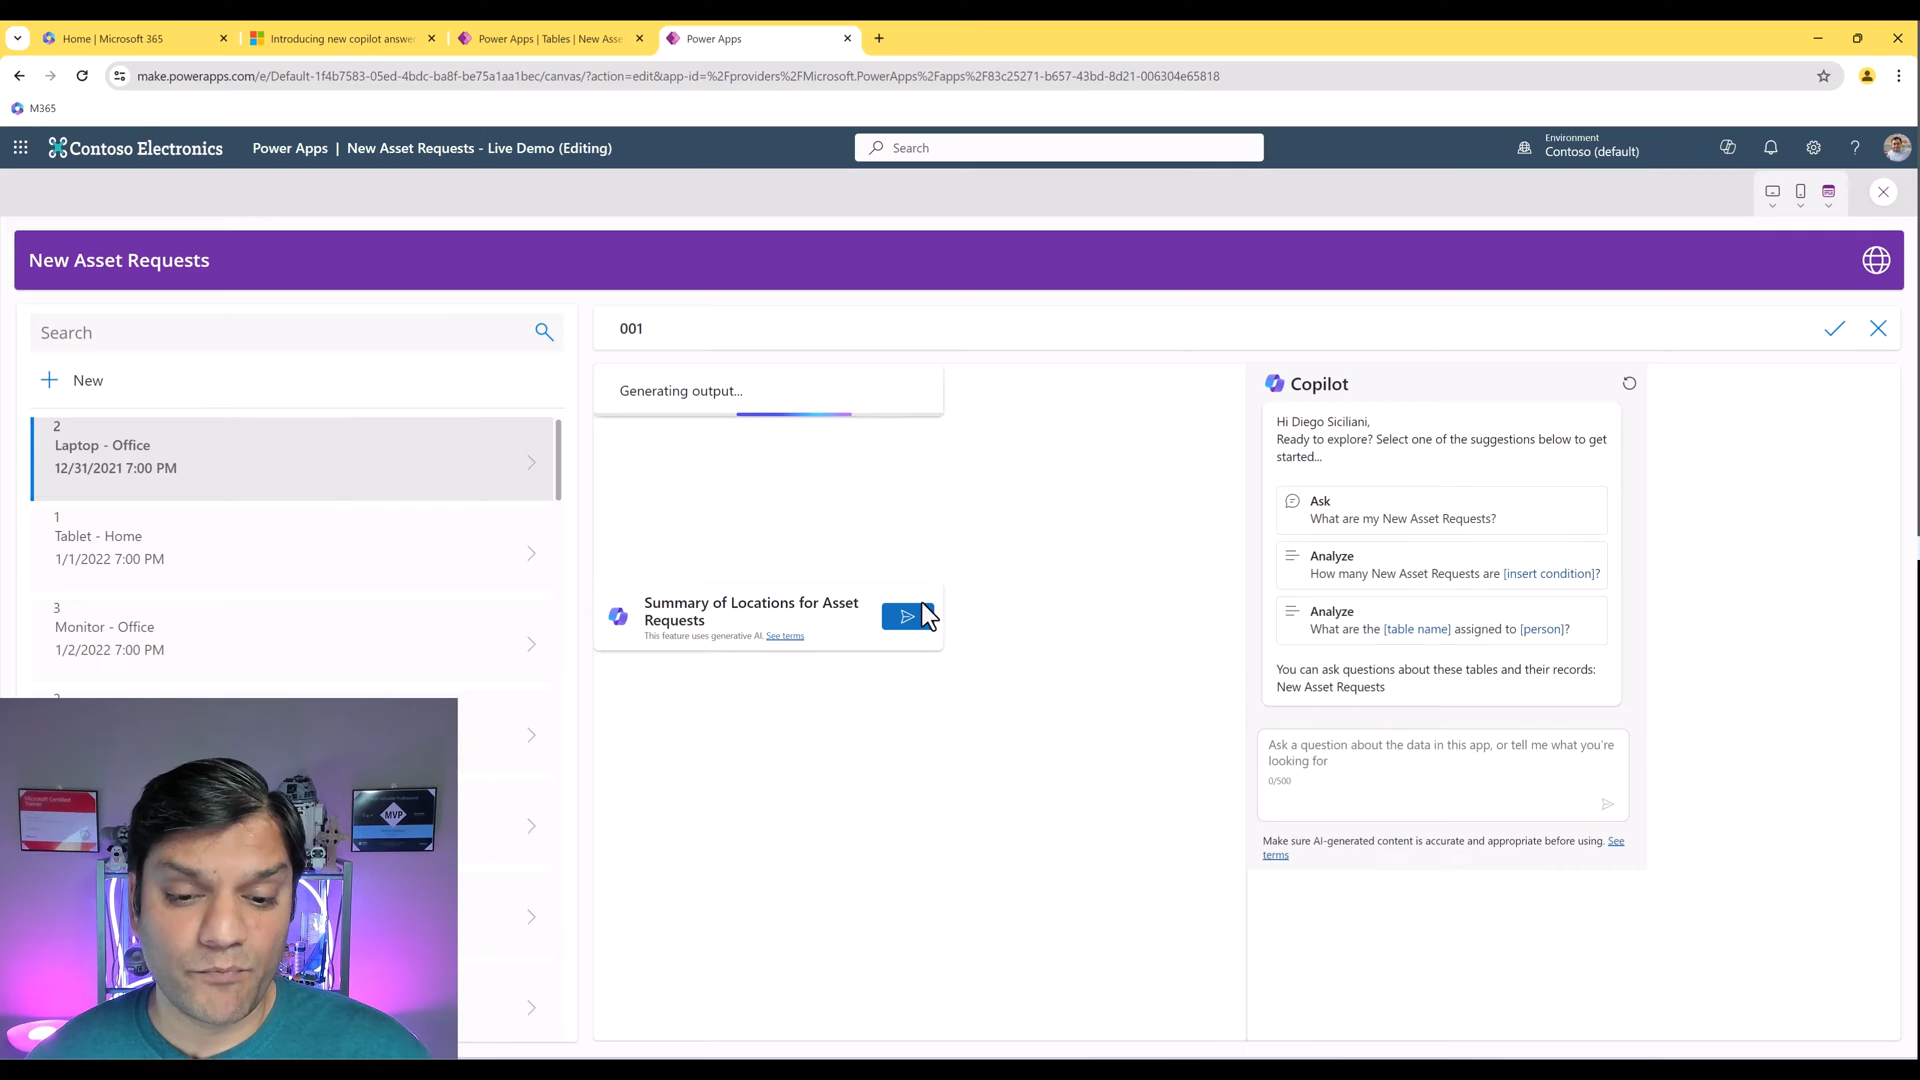 Home | Microsoft 365
Introducing new copilot answer
Power Apps | Tables | New Asse
Power Apps
make.powerapps.com/e/Default-1f4b7583-05ed-4bdc-ba8f-be75a1aa1bec/canvas/?action=edit&app-id=%2Fproviders%2FMicrosoft.PowerApps%2Fapps%2F83c25271-b657-43bd-8d21-006304e65818
M365
Contoso Electronics
Power Apps | New Asset Requests - Live Demo (Editing)
Search
Environment
Contoso (default)
New Asset Requests
Search
New
2
Laptop - Office
12/31/2021 7:00 PM
1
Tablet - Home
1/1/2022 7:00 PM
3
Monitor - Office
1/2/2022 7:00 PM
001
Generating output...
Summary of Locations for Asset
Requests
This feature uses generative AI. See terms
Copilot
Hi Diego Siciliani,
Ready to explore? Select one of the suggestions below to get
started...
Ask
What are my New Asset Requests?
Analyze
How many New Asset Requests are [insert condition]?
Analyze
What are the [table name] assigned to [person]?
You can ask questions about these tables and their records:
New Asset Requests
Ask a question about the data in this app, or tell me what you're
looking for
0/500
Make sure AI-generated content is accurate and appropriate before using. See
terms
Microsoft Certified
Trainer
MVP